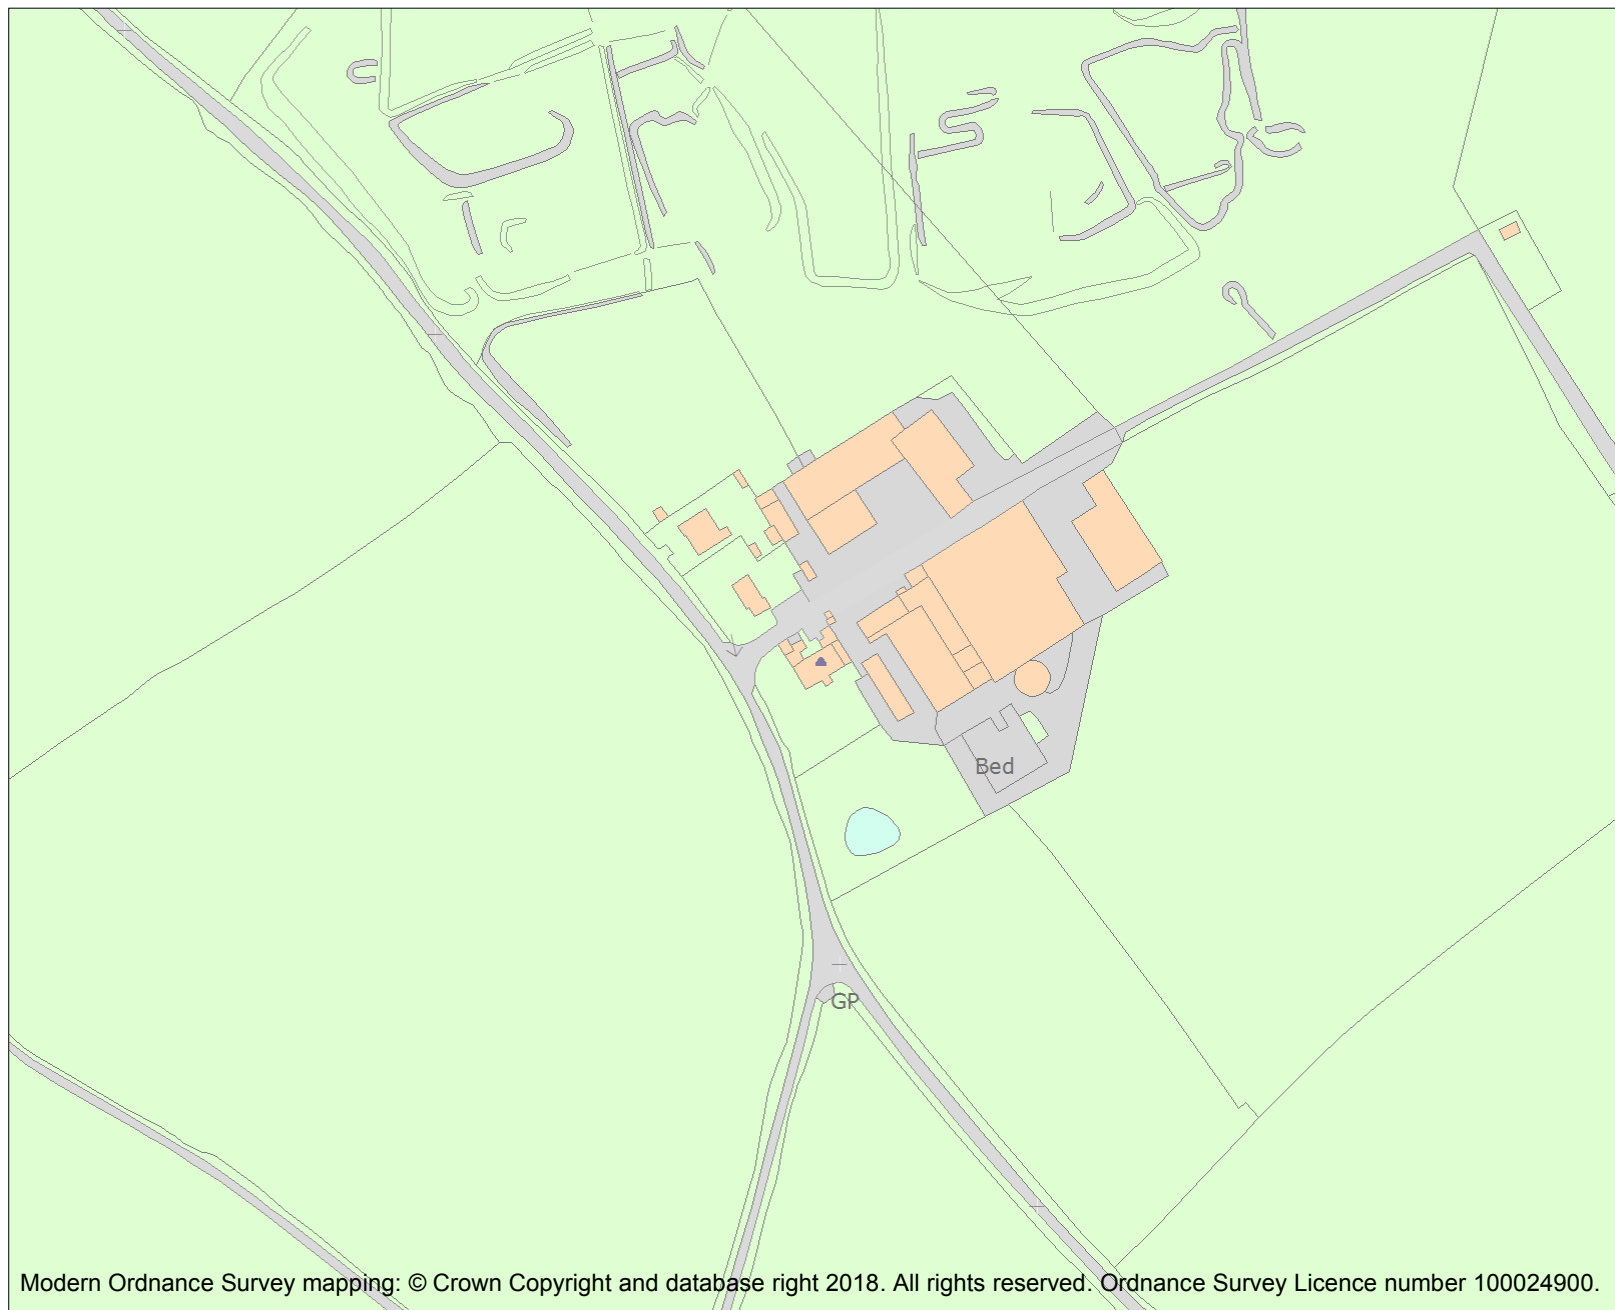 Bed
GP
Modern Ordnance Survey mapping: © Crown Copyright and database right 2018. All rights reserved. Ordnance Survey Licence number 100024900.